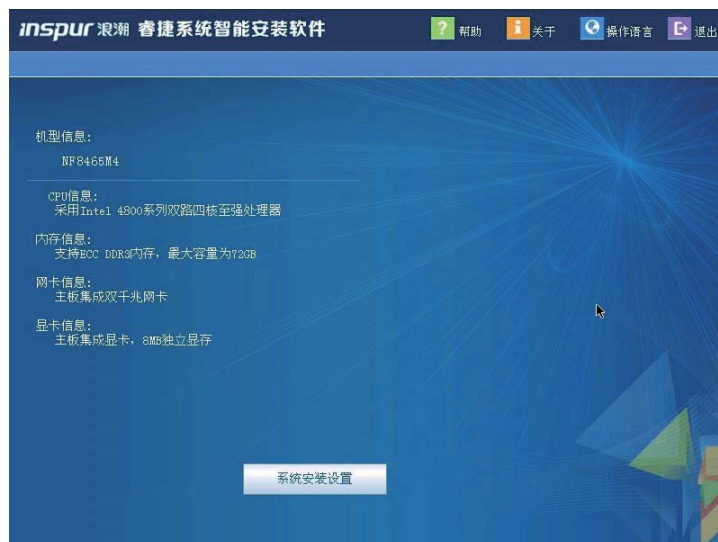 inspur 浪潮 睿捷系统智能安装软件
帮助 关于 操作语言 退出
机型信息:
NF8465M4
CPU信息:
采用Intel 4800系列双路四核至强处理器
内存信息:
支持ECC DDR3内存，最大容量为72GB
网卡信息:
主板集成双千兆网卡
显卡信息:
主板集成显卡，8MB独立显存
系统安装设置